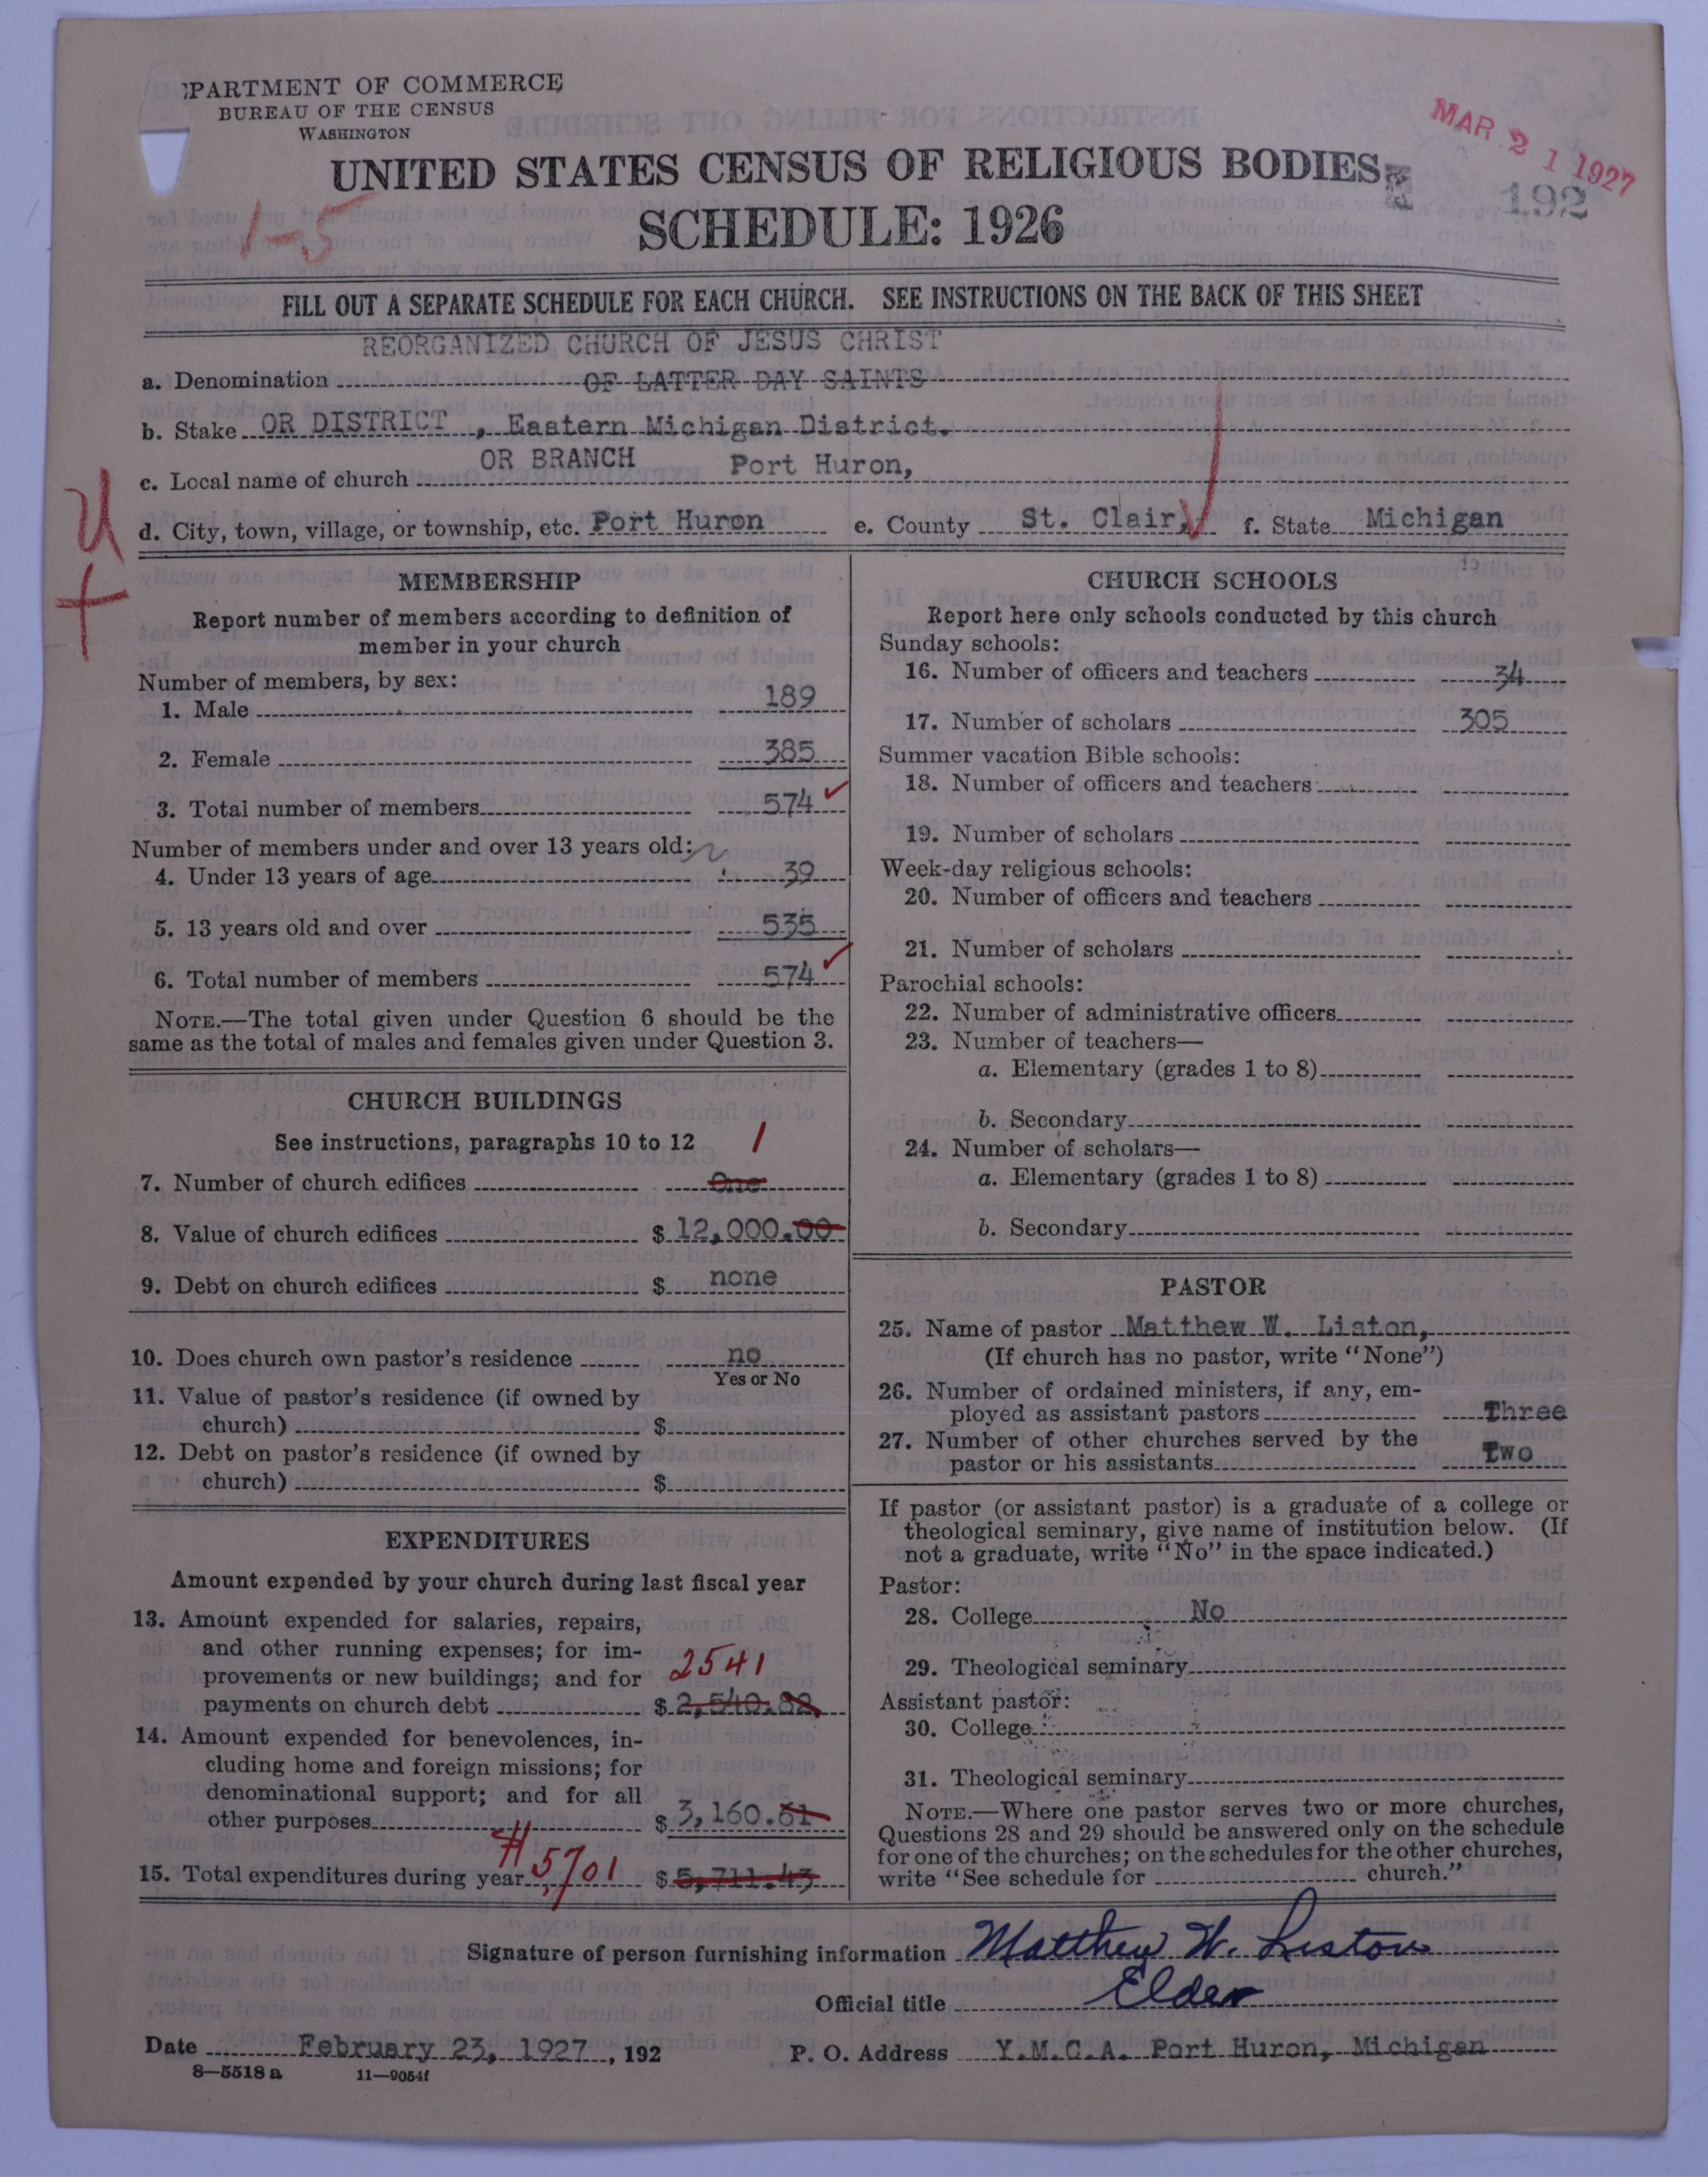 PARTMENT OF COMMERCE
BUREAU OF THE CENSUS
WASHINGTON
MAR 21 1927
UNITED STATES CENSUS OF RELIGIOUS BODIES
192
1-5
SCHEDULE: 1926
FILL OUT A SEPARATE SCHEDULE FOR EACH CHURCH. SEE INSTRUCTIONS ON THE BACK OF THIS SHEET
REORGANIZED CHURCH OF JESUS CHRIST
a. Denomination OF LATTER DAY SAINTS
b. Stake OR DISTRICT, Eastern Michigan District.
c. Local name of church OR BRANCH Port Huron,
d. City, town, village, or township, etc. Port Huron e. County St. Clair, f. State Michigan
MEMBERSHIP
Report number of members according to definition of
member in your church
Number of members, by sex:
1. Male 189
2. Female 385
3. Total number of members 574
Number of members under and over 13 years old:
4. Under 13 years of age 39
5. 13 years old and over 535
6. Total number of members 574
NOTE.—The total given under Question 6 should be the
same as the total of males and females given under Question 3.
CHURCH BUILDINGS
See instructions, paragraphs 10 to 12 1
7. Number of church edifices One
8. Value of church edifices $ 12,000.00
9. Debt on church edifices $ none
10. Does church own pastor's residence no
Yes or No
11. Value of pastor's residence (if owned by
church) $
12. Debt on pastor's residence (if owned by
church) $
EXPENDITURES
Amount expended by your church during last fiscal year
13. Amount expended for salaries, repairs,
and other running expenses; for im-
provements or new buildings; and for 2541
payments on church debt $ 2,540.82
14. Amount expended for benevolences, in-
cluding home and foreign missions; for
denominational support; and for all
other purposes $ 3,160.61
15. Total expenditures during year #5701 $ 5,711.43
CHURCH SCHOOLS
Report here only schools conducted by this church
Sunday schools:
16. Number of officers and teachers 34
17. Number of scholars 305
Summer vacation Bible schools:
18. Number of officers and teachers
19. Number of scholars
Week-day religious schools:
20. Number of officers and teachers
21. Number of scholars
Parochial schools:
22. Number of administrative officers
23. Number of teachers—
a. Elementary (grades 1 to 8)
b. Secondary
24. Number of scholars—
a. Elementary (grades 1 to 8)
b. Secondary
PASTOR
25. Name of pastor Matthew W. Liston,
(If church has no pastor, write "None")
26. Number of ordained ministers, if any, em-
ployed as assistant pastors Three
27. Number of other churches served by the
pastor or his assistants Two
If pastor (or assistant pastor) is a graduate of a college or
theological seminary, give name of institution below. (If
not a graduate, write "No" in the space indicated.)
Pastor:
28. College No
29. Theological seminary
Assistant pastor:
30. College
31. Theological seminary
NOTE.—Where one pastor serves two or more churches,
Questions 28 and 29 should be answered only on the schedule
for one of the churches; on the schedules for the other churches,
write "See schedule for church."
Signature of person furnishing information Matthew W. Liston
Official title Elder
Date February 23, 1927, 192 P. O. Address Y.M.C.A. Port Huron, Michigan
8—5518 a 11—9054f